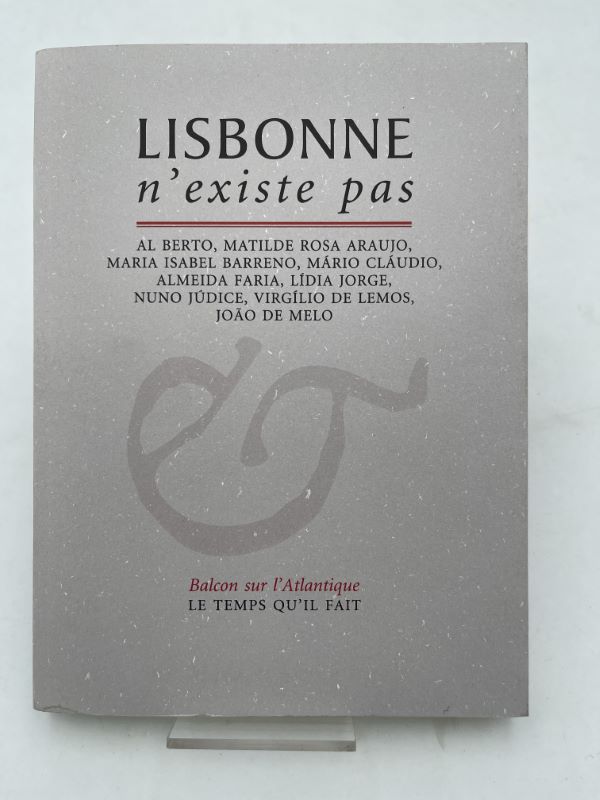 LISBONNE
n'existe pas
AL BERTO, MATILDE ROSA ARAUJO,
MARIA ISABEL BARRENO, MÁRIO CLÁUDIO,
ALMEIDA FARIA, LÍDIA JORGE,
NUNO JÚDICE, VIRGÍLIO DE LEMOS,
JOÃO DE MELO
&
Balcon sur l'Atlantique
LE TEMPS QU'IL FAIT